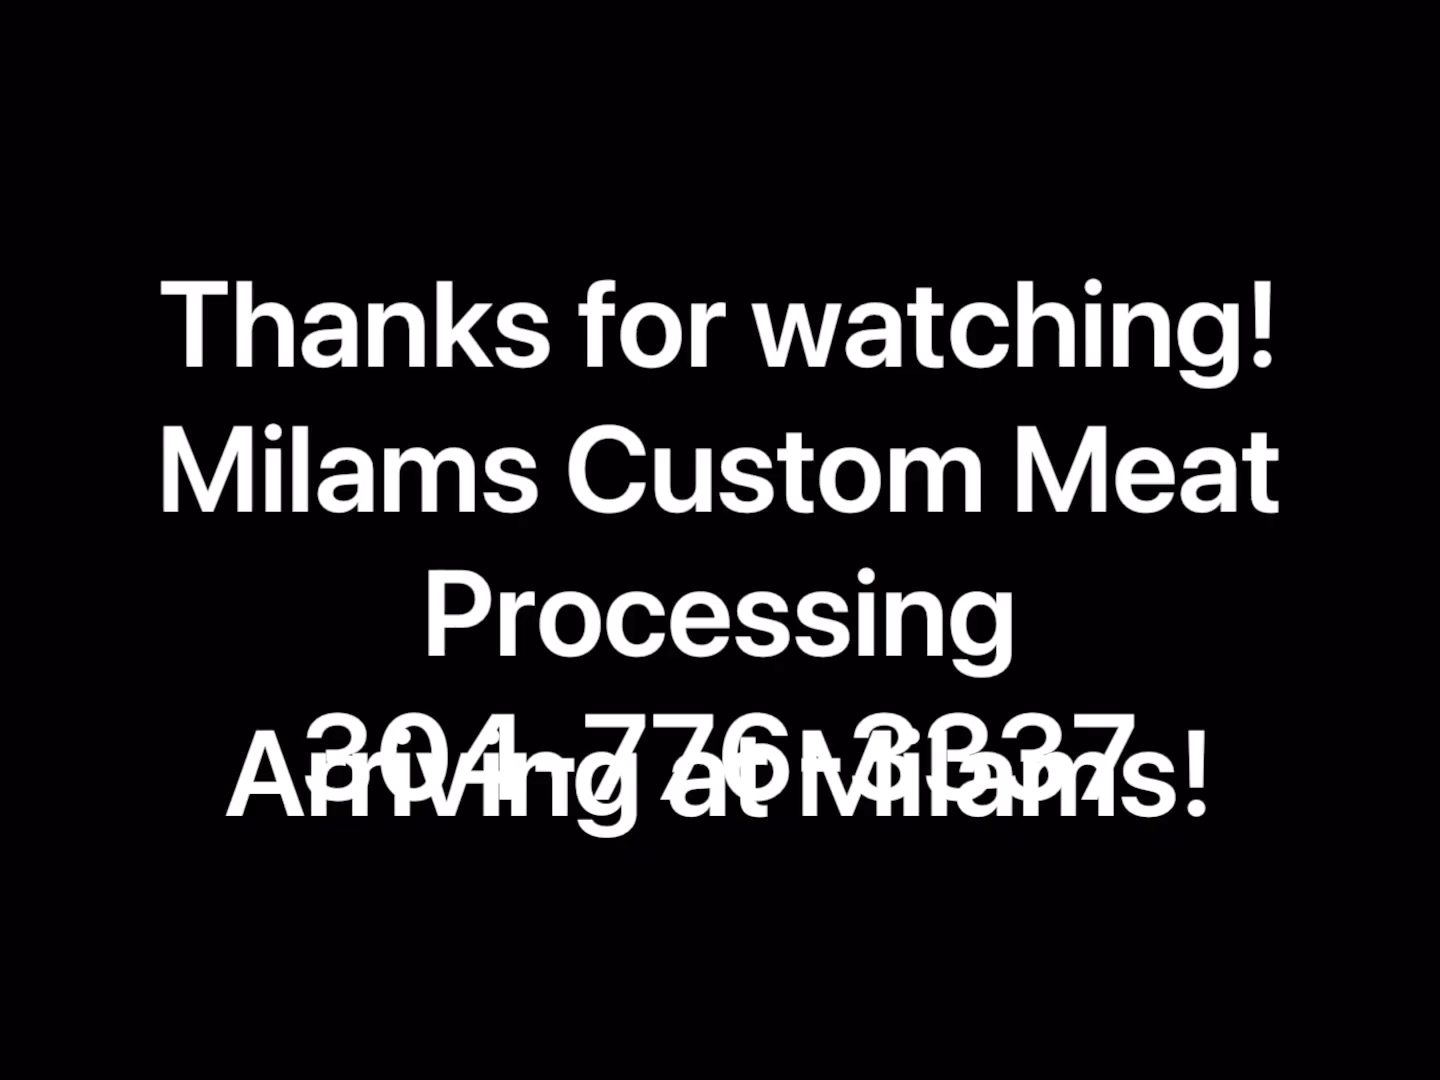 Thanks for watching!
Milams Custom Meat
Processing
304-776-3337
Arriving at Milams!